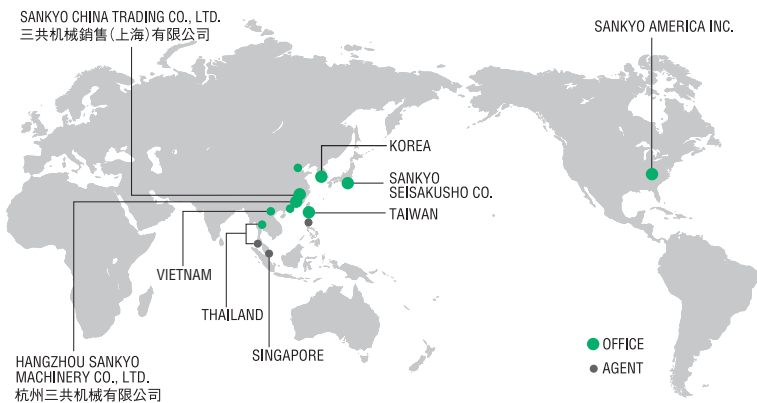 SANKYO CHINA TRADING CO., LTD.
三共机械銷售(上海)有限公司
SANKYO AMERICA INC.
KOREA
SANKYO
SEISAKUSHO CO.
TAIWAN
VIETNAM
THAILAND
SINGAPORE
HANGZHOU SANKYO
MACHINERY CO., LTD.
杭州三共机械有限公司
OFFICE
AGENT